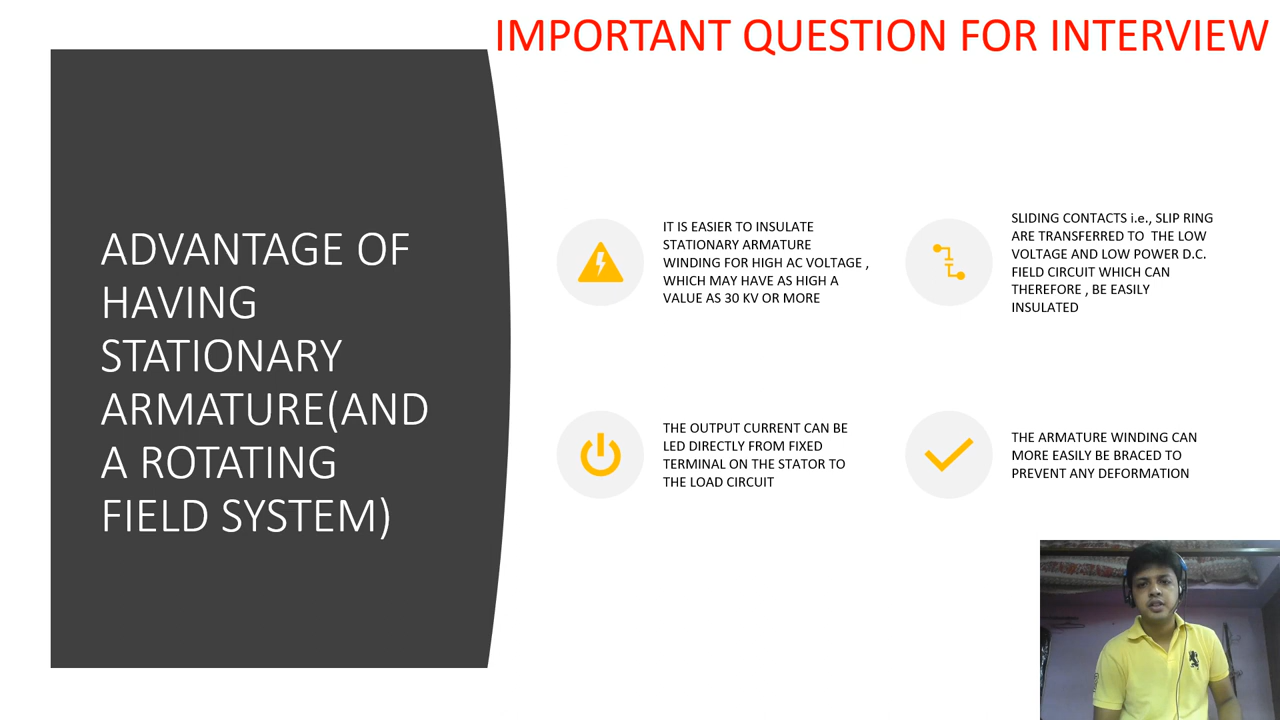 IMPORTANT QUESTION FOR INTERVIEW
ADVANTAGE OF
HAVING
STATIONARY
ARMATURE(AND
A ROTATING
FIELD SYSTEM)
IT IS EASIER TO INSULATE
STATIONARY ARMATURE
WINDING FOR HIGH AC VOLTAGE ,
WHICH MAY HAVE AS HIGH A
VALUE AS 30 KV OR MORE
SLIDING CONTACTS i.e., SLIP RING
ARE TRANSFERRED TO THE LOW
VOLTAGE AND LOW POWER D.C.
FIELD CIRCUIT WHICH CAN
THEREFORE , BE EASILY
INSULATED
THE OUTPUT CURRENT CAN BE
LED DIRECTLY FROM FIXED
TERMINAL ON THE STATOR TO
THE LOAD CIRCUIT
THE ARMATURE WINDING CAN
MORE EASILY BE BRACED TO
PREVENT ANY DEFORMATION